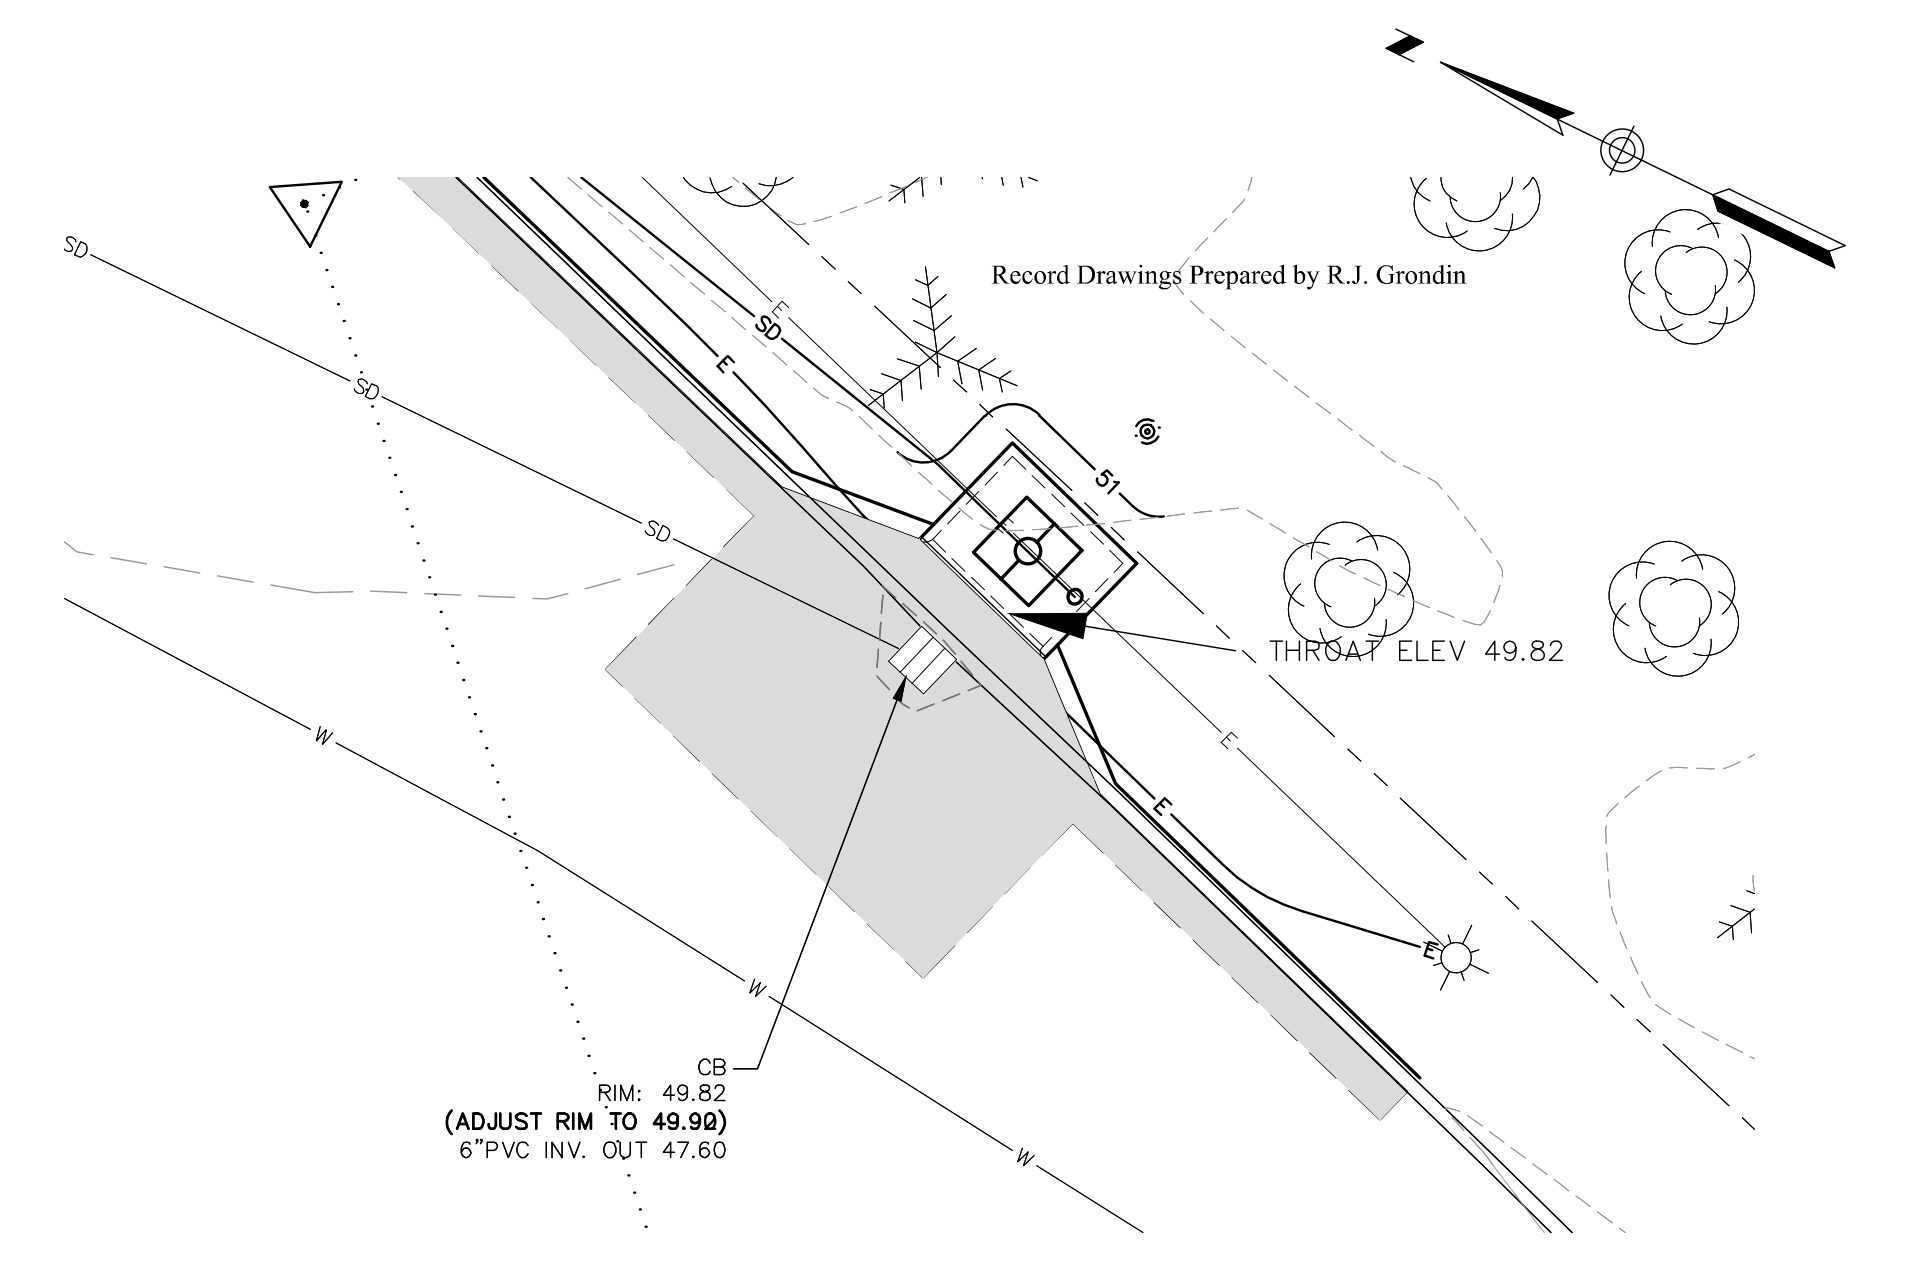 N
SD
Record Drawings Prepared by R.J. Grondin
E
SD
E
SD
51
SD
THROAT ELEV 49.82
W
E
E
E
W
CB
RIM: 49.82
(ADJUST RIM TO 49.90)
6"PVC INV. OUT 47.60
W